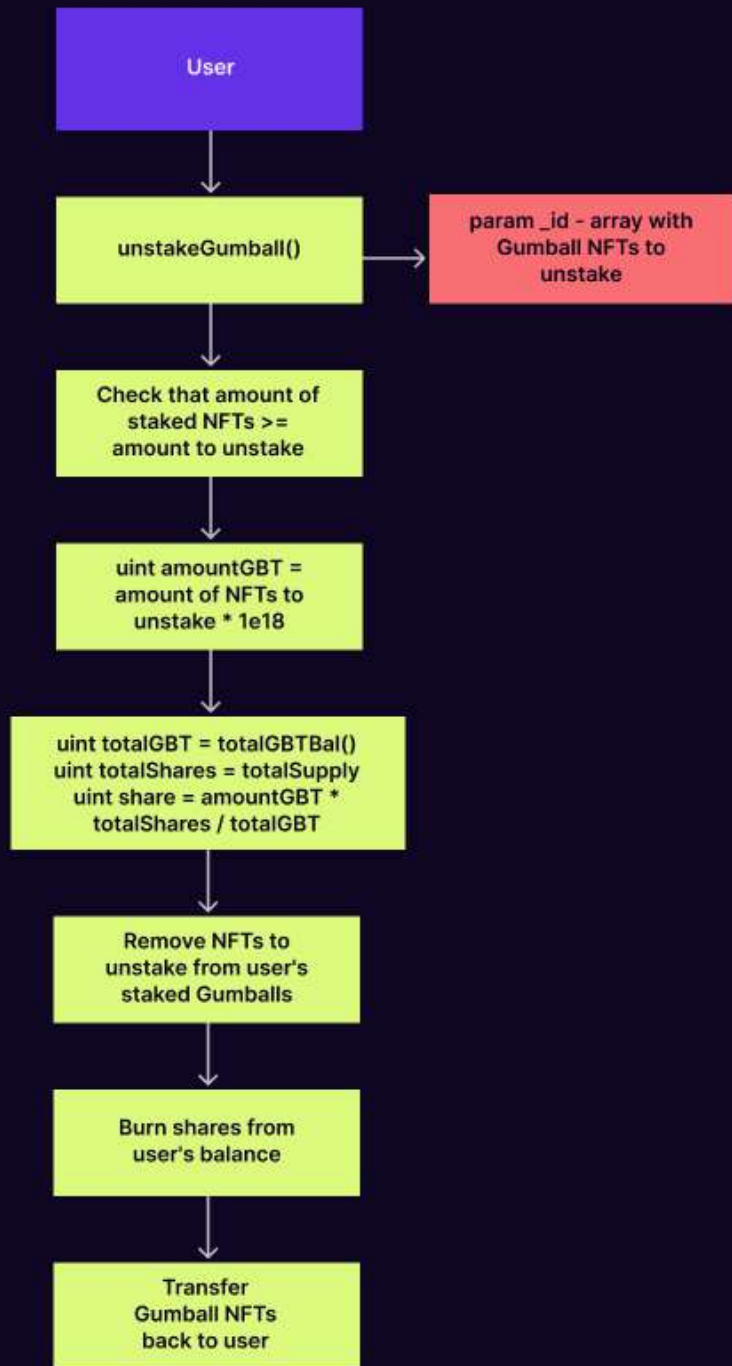 User
unstakeGumball()
param _id - array with
Gumball NFTs to
unstake
Check that amount of
staked NFTs >=
amount to unstake
uint amountGBT =
amount of NFTs to
unstake * 1e18
uint totalGBT = totalGBTBal()
uint totalShares = totalSupply
uint share = amountGBT *
totalShares / totalGBT
Remove NFTs to
unstake from user's
staked Gumballs
Burn shares from
user's balance
Transfer
Gumball NFTs
back to user